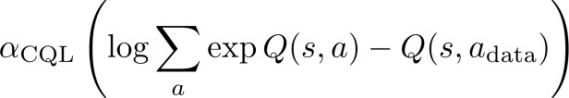 α_CQL ( log ∑_a exp Q(s, a) − Q(s, a_data) )